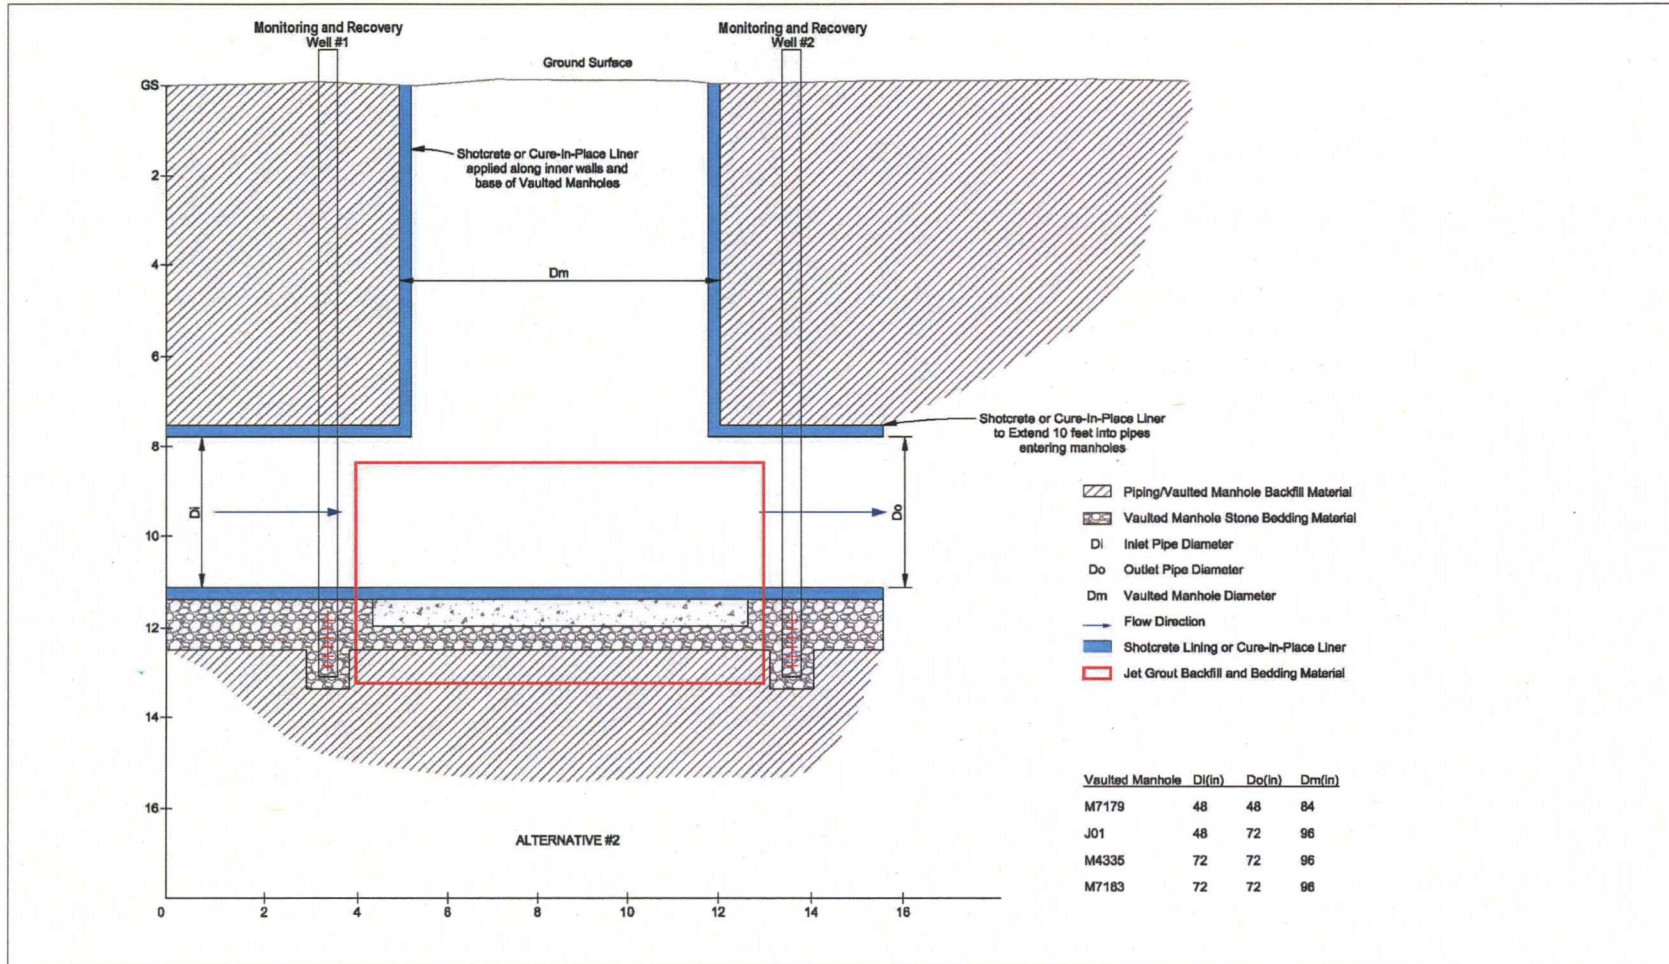 Monitoring and Recovery
Well #1
Monitoring and Recovery
Well #2
Ground Surface
GS
Shotcrete or Cure-In-Place Liner
applied along inner walls and
base of Vaulted Manholes
2
4
Dm
6
Shotcrete or Cure-In-Place Liner
to Extend 10 feet into pipes
entering manholes
8
Di
Do
10
12
14
16
Piping/Vaulted Manhole Backfill Material
Vaulted Manhole Stone Bedding Material
Di Inlet Pipe Diameter
Do Outlet Pipe Diameter
Dm Vaulted Manhole Diameter
Flow Direction
Shotcrete Lining or Cure-In-Place Liner
Jet Grout Backfill and Bedding Material
Vaulted Manhole Di(in) Do(in) Dm(in)
M7179 48 48 84
J01 48 72 96
M4335 72 72 96
M7183 72 72 96
ALTERNATIVE #2
0 2 4 6 8 10 12 14 16